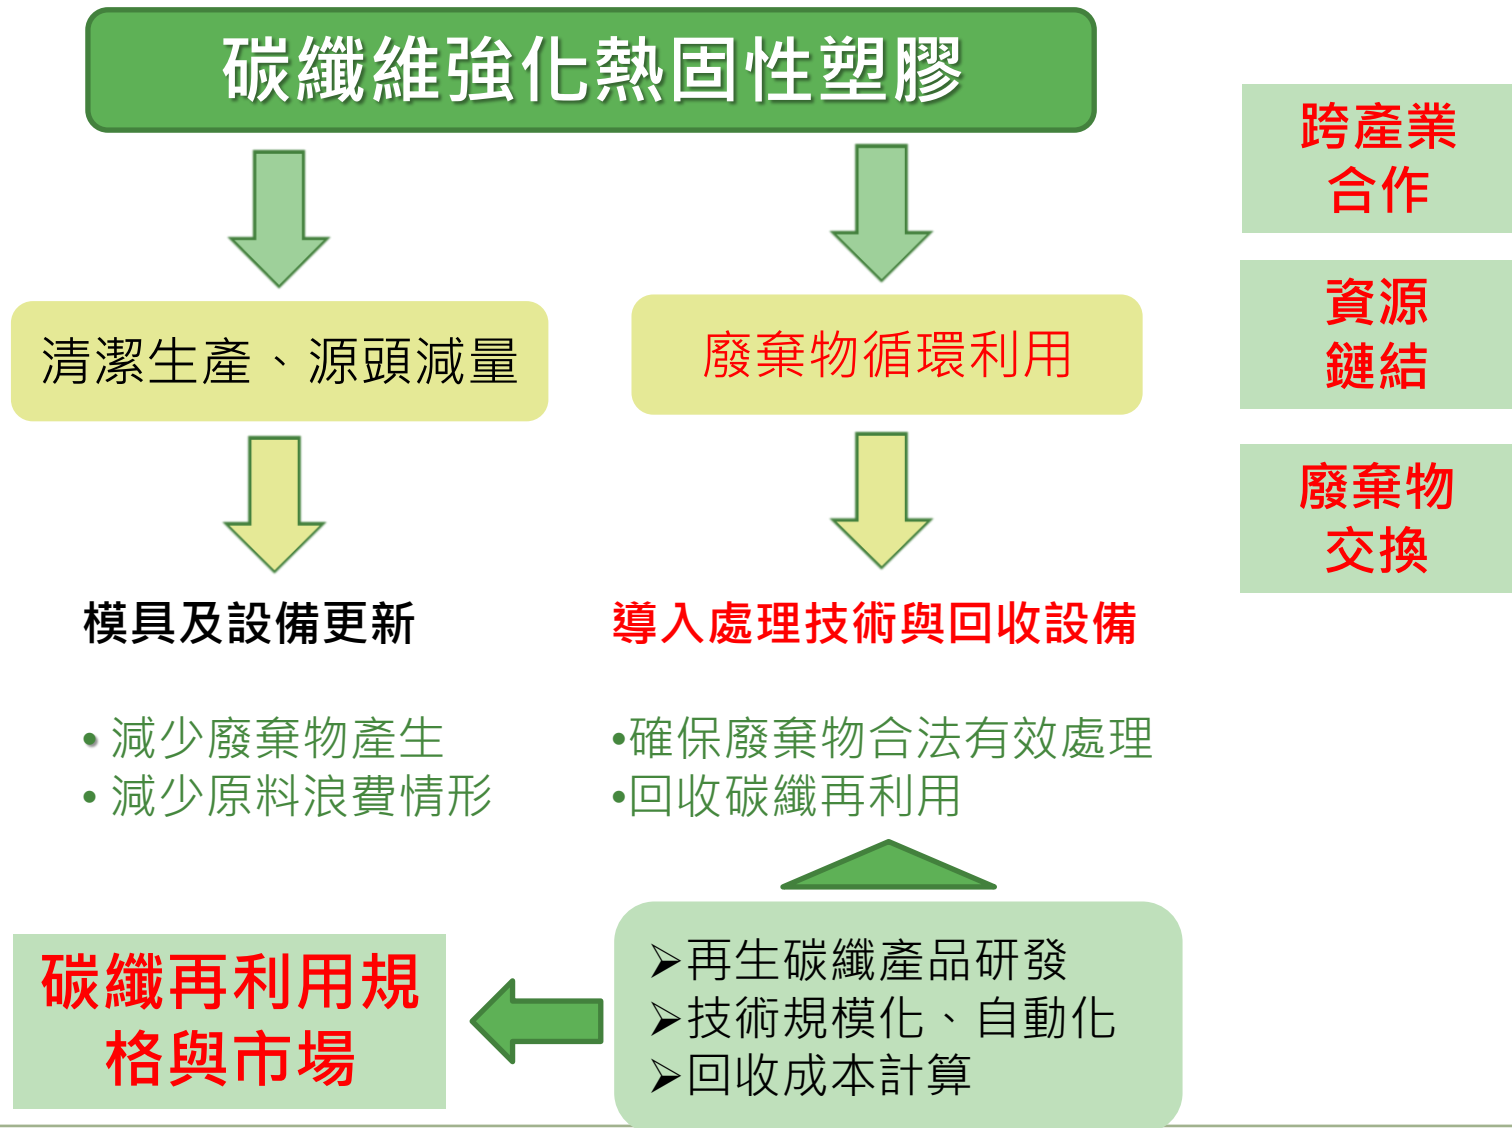 碳纖維強化熱固性塑膠
清潔生產、源頭減量
廢棄物循環利用
模具及設備更新
導入處理技術與回收設備
• 減少廢棄物產生
• 減少原料浪費情形
•確保廢棄物合法有效處理
•回收碳纖再利用
➢再生碳纖產品研發
➢技術規模化、自動化
➢回收成本計算
碳纖再利用規
格與市場
跨產業
合作
資源
鏈結
廢棄物
交換